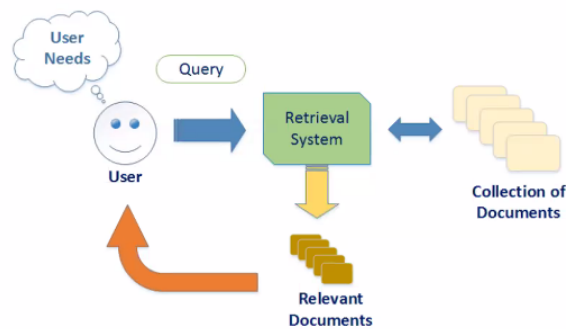 User
Needs
Query
Retrieval
System
User
Collection of
Documents
Relevant
Documents